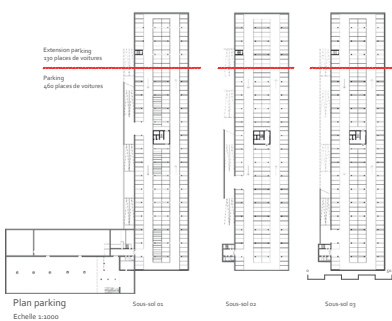 Extension parking
230 places de voitures
Parking
460 places de voitures
Plan parking
Echelle 1:1000
Sous-sol 01
Sous-sol 02
Sous-sol 03